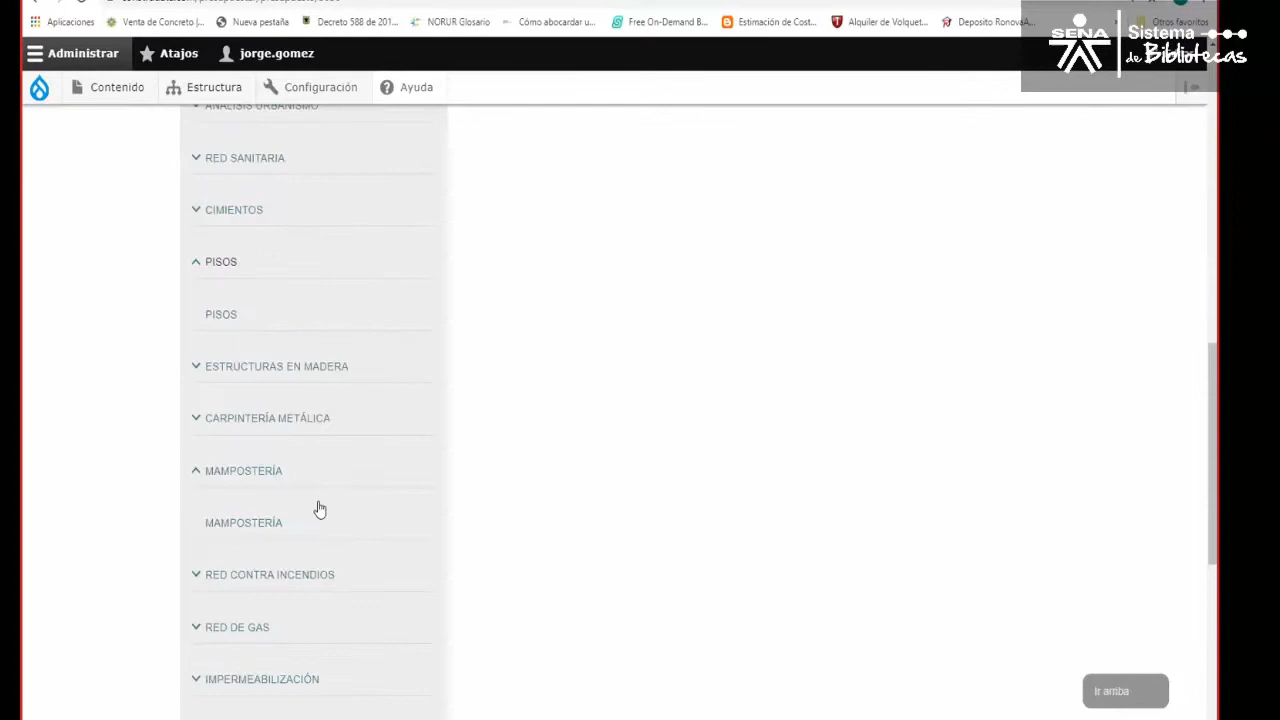 Aplicaciones
Venta de Concreto |...
Nueva pestaña
Decreto 588 de 201...
NORUR Glosario
Cómo abocardar u...
Free On-Demand B...
Estimación de Cost...
Alquiler de Volquet...
Deposito RenovA...
Otros favoritos
Administrar
Atajos
jorge.gomez
SENA
Sistema
de Bibliotecas
Contenido
Estructura
Configuración
Ayuda
ANÁLISIS URBANISMO
RED SANITARIA
CIMIENTOS
PISOS
PISOS
ESTRUCTURAS EN MADERA
CARPINTERÍA METÁLICA
MAMPOSTERÍA
MAMPOSTERÍA
RED CONTRA INCENDIOS
RED DE GAS
IMPERMEABILIZACIÓN
Ir arriba